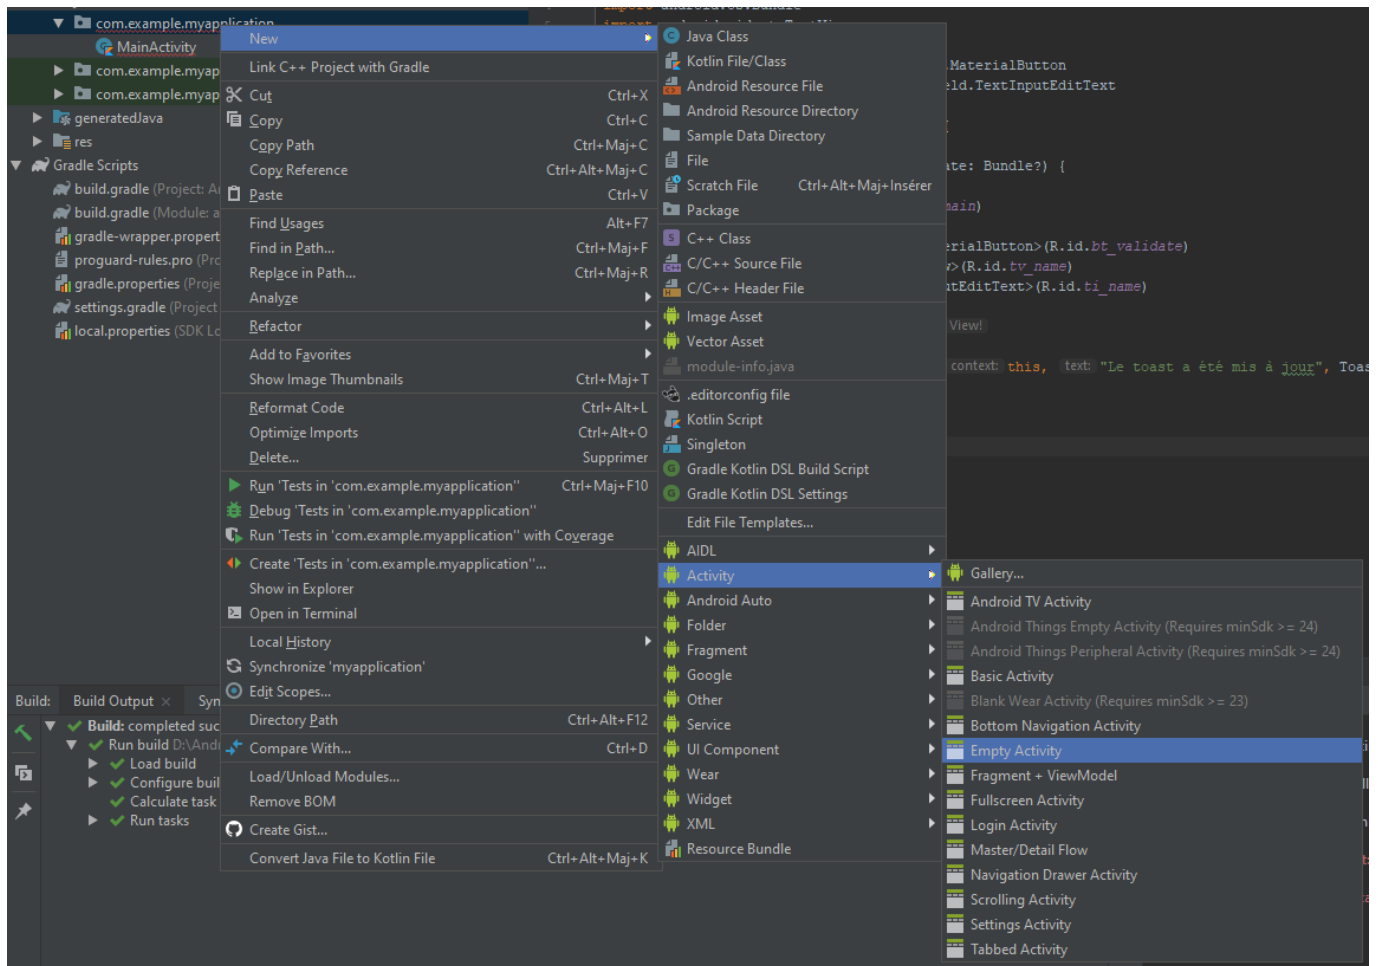 com.example.myapplication
MainActivity
com.example.myap
com.example.myap
generatedJava
res
Gradle Scripts
build.gradle (Project: A
build.gradle (Module: a
gradle-wrapper.propert
proguard-rules.pro (Pro
gradle.properties (Proje
settings.gradle (Project
local.properties (SDK Lo
New
Link C++ Project with Gradle
Cut Ctrl+X
Copy Ctrl+C
Copy Path Ctrl+Maj+C
Copy Reference Ctrl+Alt+Maj+C
Paste Ctrl+V
Find Usages Alt+F7
Find in Path... Ctrl+Maj+F
Replace in Path... Ctrl+Maj+R
Analyze
Refactor
Add to Favorites
Show Image Thumbnails Ctrl+Maj+T
Reformat Code Ctrl+Alt+L
Optimize Imports Ctrl+Alt+O
Delete... Supprimer
Run 'Tests in 'com.example.myapplication'' Ctrl+Maj+F10
Debug 'Tests in 'com.example.myapplication''
Run 'Tests in 'com.example.myapplication'' with Coverage
Create 'Tests in 'com.example.myapplication''...
Show in Explorer
Open in Terminal
Local History
Synchronize 'myapplication'
Edit Scopes...
Directory Path Ctrl+Alt+F12
Compare With... Ctrl+D
Load/Unload Modules...
Remove BOM
Create Gist...
Convert Java File to Kotlin File Ctrl+Alt+Maj+K
Java Class
Kotlin File/Class
Android Resource File
Android Resource Directory
Sample Data Directory
File
Scratch File Ctrl+Alt+Maj+Insérer
Package
C++ Class
C/C++ Source File
C/C++ Header File
Image Asset
Vector Asset
module-info.java
.editorconfig file
Kotlin Script
Singleton
Gradle Kotlin DSL Build Script
Gradle Kotlin DSL Settings
Edit File Templates...
AIDL
Activity
Android Auto
Folder
Fragment
Google
Other
Service
UI Component
Wear
Widget
XML
Resource Bundle
Gallery...
Android TV Activity
Android Things Empty Activity (Requires minSdk >= 24)
Android Things Peripheral Activity (Requires minSdk >= 24)
Basic Activity
Blank Wear Activity (Requires minSdk >= 23)
Bottom Navigation Activity
Empty Activity
Fragment + ViewModel
Fullscreen Activity
Login Activity
Master/Detail Flow
Navigation Drawer Activity
Scrolling Activity
Settings Activity
Tabbed Activity
.MaterialButton
eld.TextInputEditText
{
ate: Bundle?) {
main)
erialButton>(R.id.bt_validate)
w>(R.id.tv_name)
utEditText>(R.id.ti_name)
View!
context: this, text: "Le toast a été mis à jour", Toas
Build: Build Output × Syn
Build: completed suc
Run build D:\And
Load build
Configure buil
Calculate task
Run tasks